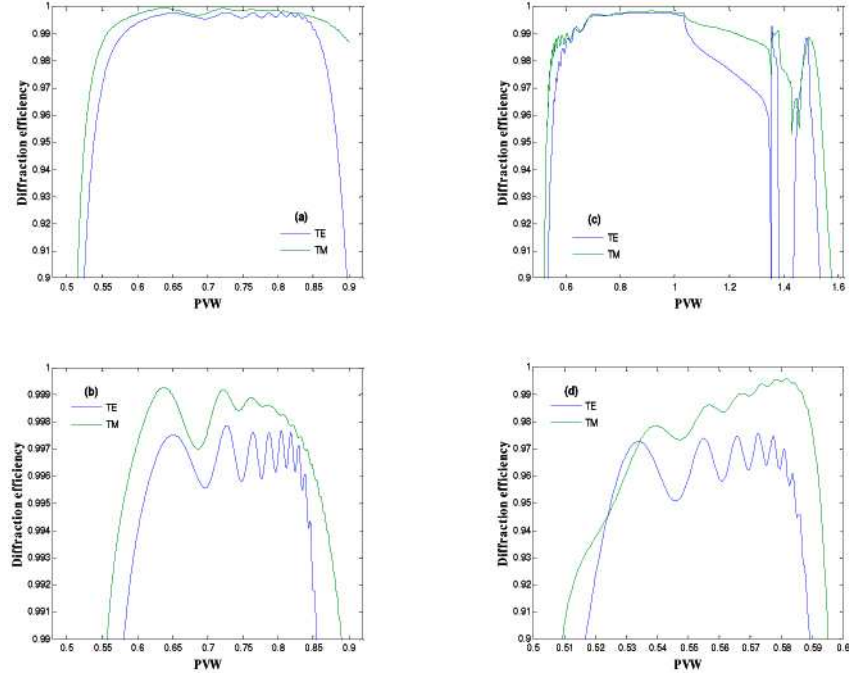 1
0.99
0.98
0.97
0.96
0.95
0.94
0.93
0.92
0.91
0.9
Diffraction efficiency
(a)
TE
TM
0.5 0.55 0.6 0.65 0.7 0.75 0.8 0.85 0.9
PVW
1
0.99
0.98
0.97
0.96
0.95
0.94
0.93
0.92
0.91
0.9
Diffraction efficiency
(c)
TE
TM
0.6 0.8 1 1.2 1.4 1.6
PVW
1
0.999
0.998
0.997
0.996
0.995
0.994
0.993
0.992
0.991
0.99
Diffraction efficiency
(b)
TE
TM
0.5 0.55 0.6 0.65 0.7 0.75 0.8 0.85 0.9
PVW
1
0.99
0.98
0.97
0.96
0.95
0.94
0.93
0.92
0.91
0.9
Diffraction efficiency
(d)
TE
TM
0.5 0.51 0.52 0.53 0.54 0.55 0.56 0.57 0.58 0.59 0.6
PVW